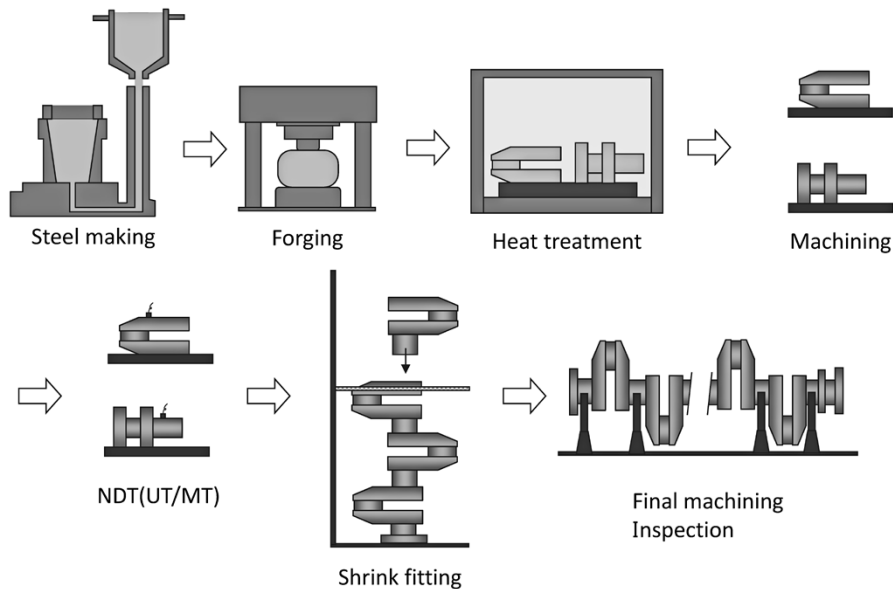 Steel making
Forging
Heat treatment
Machining
NDT(UT/MT)
Shrink fitting
Final machining
Inspection